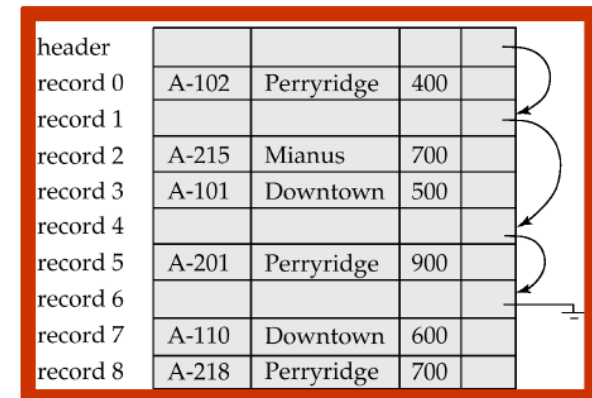 header
record 0 A-102 Perryridge 400
record 1
record 2 A-215 Mianus 700
record 3 A-101 Downtown 500
record 4
record 5 A-201 Perryridge 900
record 6
record 7 A-110 Downtown 600
record 8 A-218 Perryridge 700